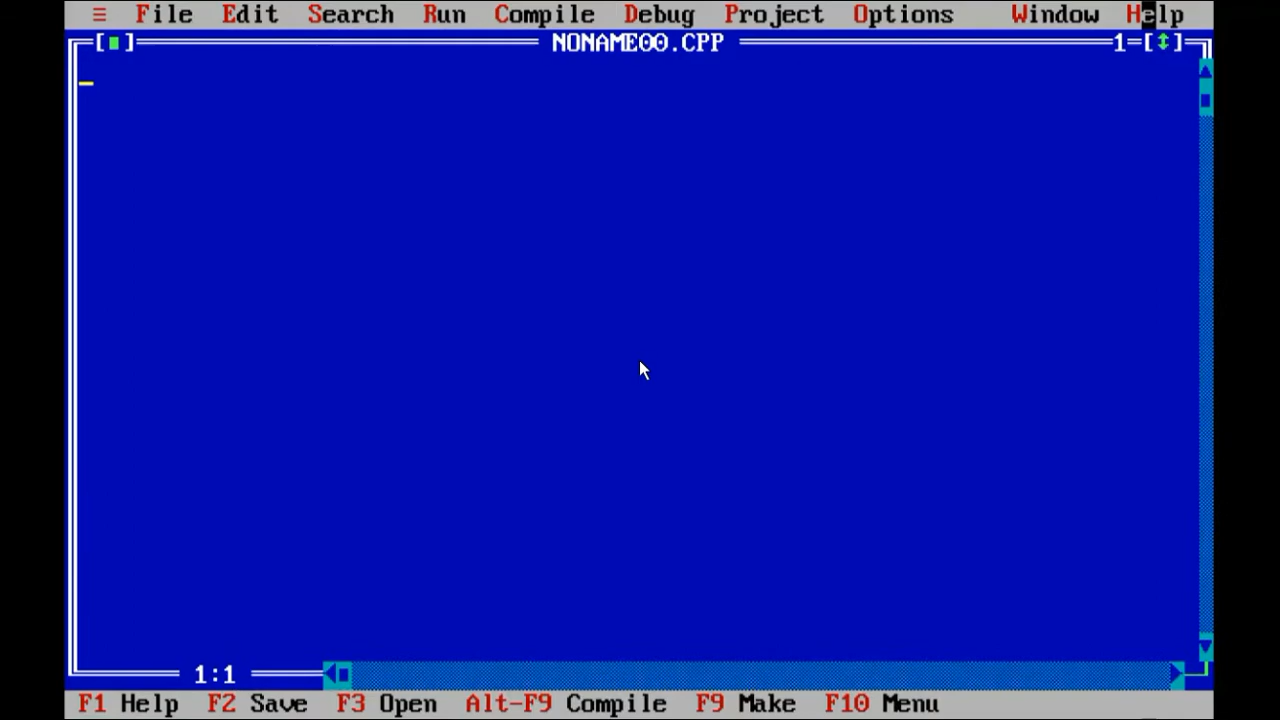 ≡ File Edit Search Run Compile Debug Project Options Window Help
[■] NONAME00.CPP 1=[↕]
1:1
F1 Help F2 Save F3 Open Alt-F9 Compile F9 Make F10 Menu